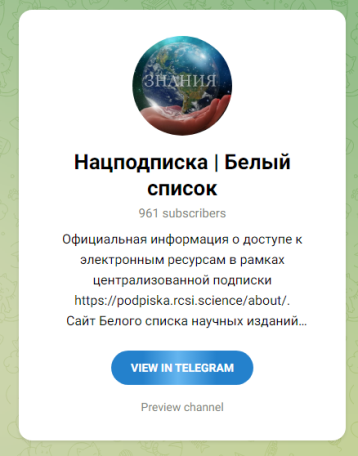 ЗНАНИЯ
Нацподписка | Белый
список
961 subscribers
Официальная информация о доступе к
электронным ресурсам в рамках
централизованной подписки
https://podpiska.rcsi.science/about/.
Сайт Белого списка научных изданий...
VIEW IN TELEGRAM
Preview channel